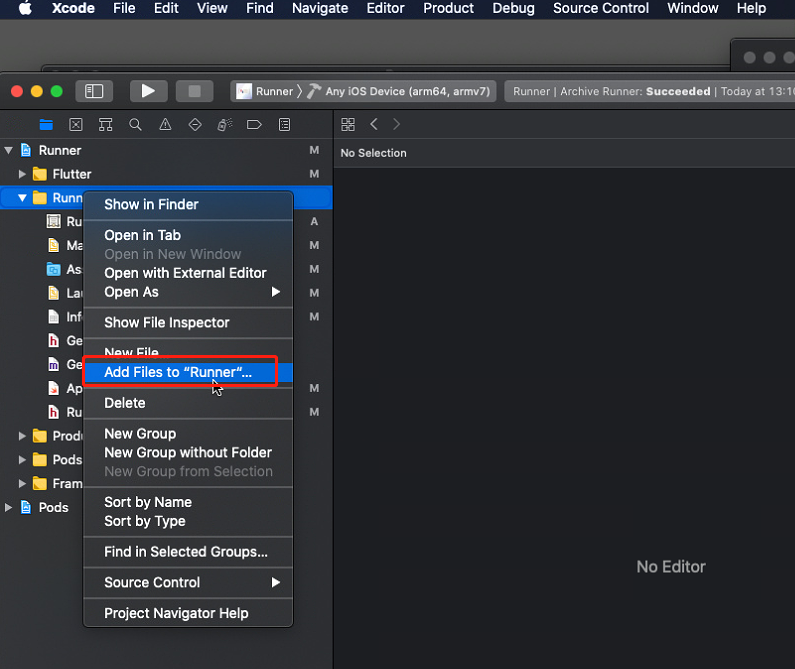 Xcode File Edit View Find Navigate Editor Product Debug Source Control Window Help
Runner 〉 Any iOS Device (arm64, armv7)
Runner | Archive Runner: Succeeded | Today at 13:10
No Selection
Runner M
Flutter M
Runn
Ru A
Ma M
As M
Lau M
Inf M
Ge
Ge
Ap M
Ru M
Produ
Pods
Fram
Pods
Show in Finder
Open in Tab
Open in New Window
Open with External Editor
Open As
Show File Inspector
New File
Add Files to “Runner“...
Delete
New Group
New Group without Folder
New Group from Selection
Sort by Name
Sort by Type
Find in Selected Groups...
Source Control
Project Navigator Help
No Editor